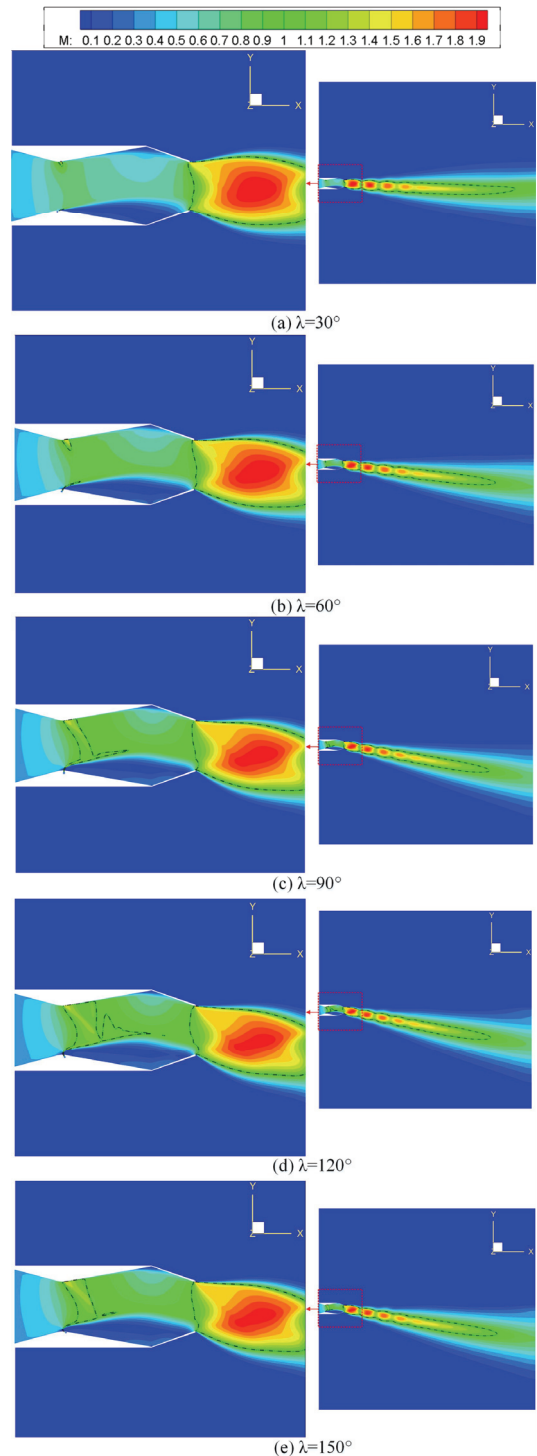 M: 0.1 0.2 0.3 0.4 0.5 0.6 0.7 0.8 0.9 1 1.1 1.2 1.3 1.4 1.5 1.6 1.7 1.8 1.9
Y
Z X
Y
Z X
(a) λ=30°
Y
Z X
Y
Z X
(b) λ=60°
Y
Z X
Y
Z X
(c) λ=90°
Y
Z X
Y
Z X
(d) λ=120°
Y
Z X
Y
Z X
(e) λ=150°